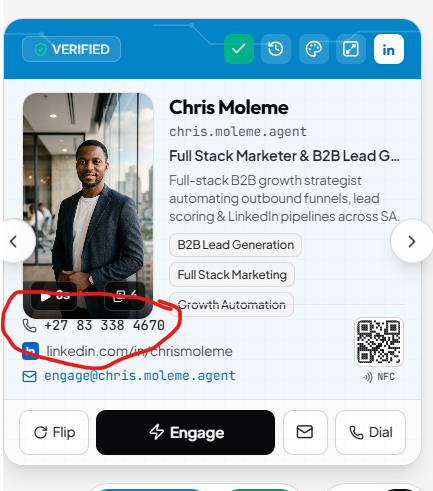 VERIFIED
in
Chris Moleme
chris.moleme.agent
Full Stack Marketer & B2B Lead G...
Full-stack B2B growth strategist
automating outbound funnels, lead
scoring & LinkedIn pipelines across SA.
B2B Lead Generation
Full Stack Marketing
Growth Automation
+27 83 338 4670
in linkedin.com/in/chrismoleme
engage@chris.moleme.agent
NFC
Flip
Engage
Dial